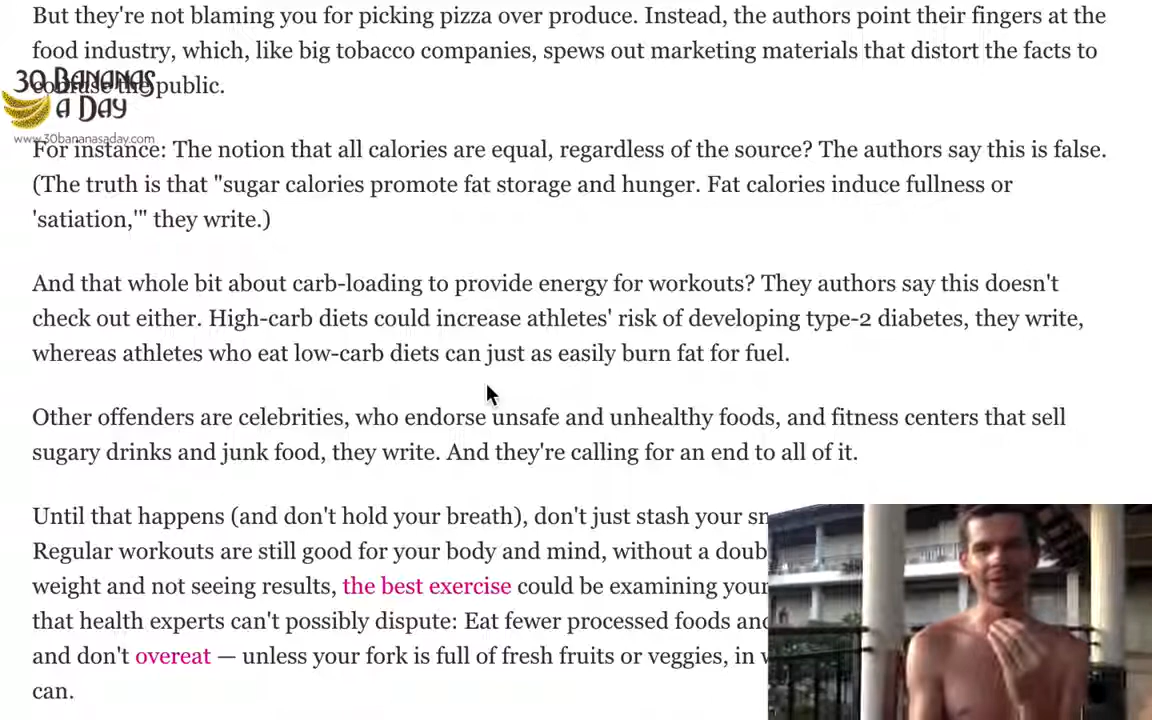 But they're not blaming you for picking pizza over produce. Instead, the authors point their fingers at the
food industry, which, like big tobacco companies, spews out marketing materials that distort the facts to
30 BANANAS
confuse the public.
a DAY
www.30bananasaday.com
For instance: The notion that all calories are equal, regardless of the source? The authors say this is false.
(The truth is that "sugar calories promote fat storage and hunger. Fat calories induce fullness or
'satiation,'" they write.)
And that whole bit about carb-loading to provide energy for workouts? They authors say this doesn't
check out either. High-carb diets could increase athletes' risk of developing type-2 diabetes, they write,
whereas athletes who eat low-carb diets can just as easily burn fat for fuel.
Other offenders are celebrities, who endorse unsafe and unhealthy foods, and fitness centers that sell
sugary drinks and junk food, they write. And they're calling for an end to all of it.
Until that happens (and don't hold your breath), don't just stash your
Regular workouts are still good for your body and mind, without a
weight and not seeing results, the best exercise could be examining
that health experts can't possibly dispute: Eat fewer processed foods
and don't overeat — unless your fork is full of fresh fruits or veggies, in
can.